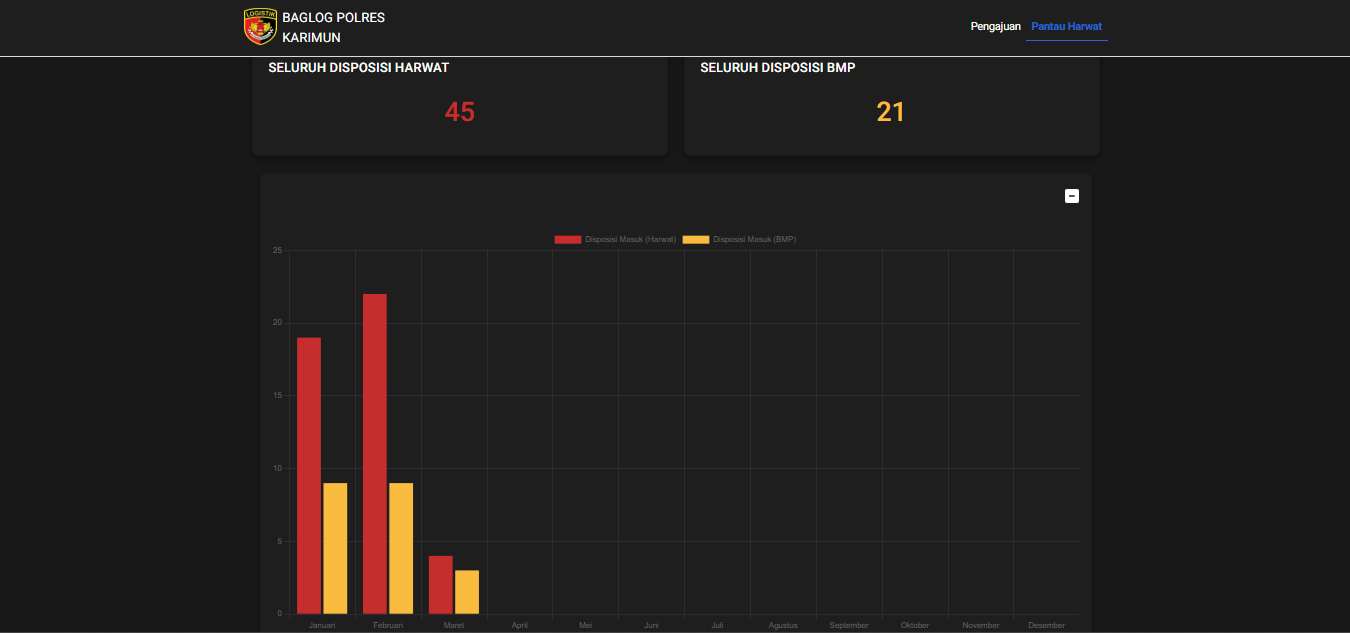 LOGISTIK
BAGLOG POLRES
KARIMUN
Pengajuan
Pantau Harwat
SELURUH DISPOSISI HARWAT
45
SELURUH DISPOSISI BMP
21
Disposisi Masuk (Harwat)
Disposisi Masuk (BMP)
25
20
15
10
5
0
Januari
Februari
Maret
April
Mei
Juni
Juli
Agustus
September
Oktober
November
Desember